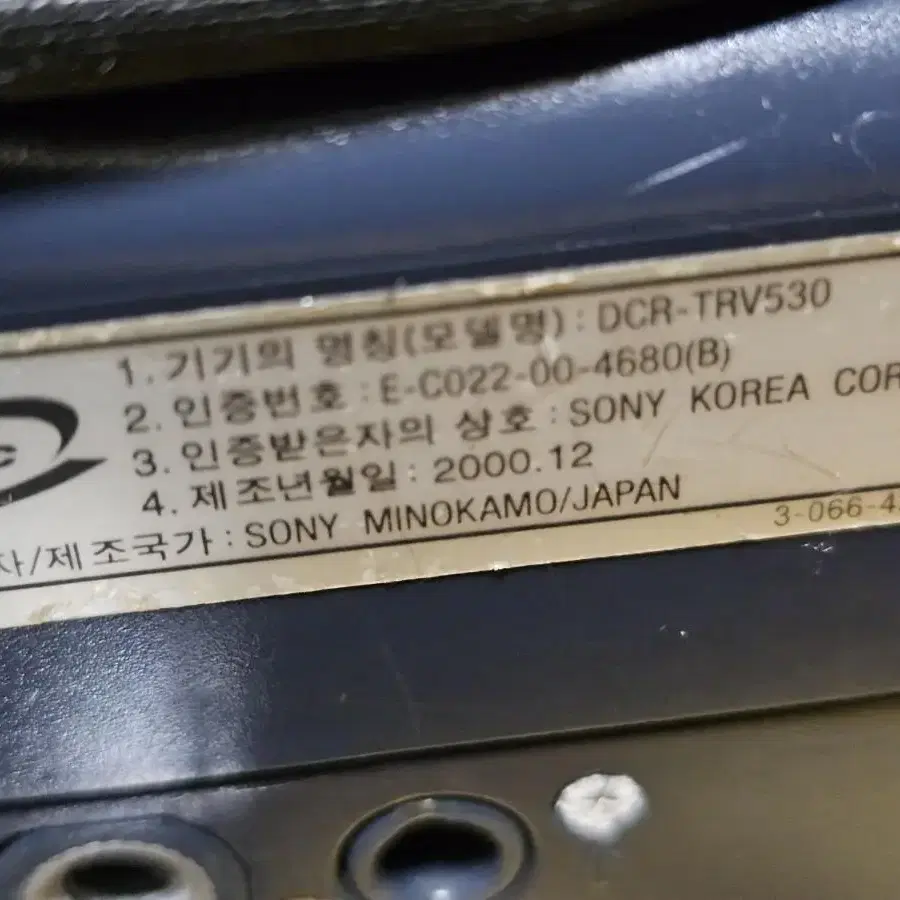 1. 기기의 명칭(모델명) : DCR-TRV530
2. 인증번호 : E-C022-00-4680(B)
3. 인증받은자의 상호 : SONY KOREA COR
4. 제조년월일 : 2000.12
자/제조국가 : SONY MINOKAMO/JAPAN
3-066-4